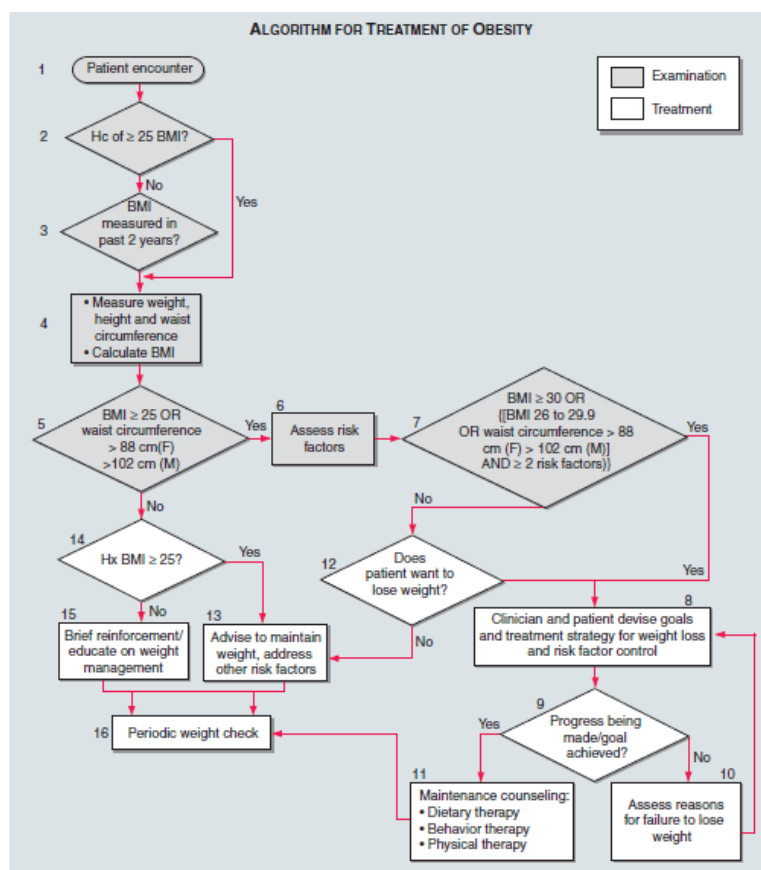 ALGORITHM FOR TREATMENT OF OBESITY
Examination
Treatment
1
Patient encounter
2
Hc of ≥ 25 BMI?
No
Yes
3
BMI
measured in
past 2 years?
4
• Measure weight,
height and waist
circumference
• Calculate BMI
5
BMI ≥ 25 OR
waist circumference
> 88 cm(F)
>102 cm (M)
Yes
No
6
Assess risk
factors
7
BMI ≥ 30 OR
{[BMI 26 to 29.9
OR waist circumference > 88
cm (F) > 102 cm (M)]
AND ≥ 2 risk factors)}
Yes
No
14
Hx BMI ≥ 25?
Yes
No
12
Does
patient want to
lose weight?
Yes
No
15
Brief reinforcement/
educate on weight
management
13
Advise to maintain
weight, address
other risk factors
8
Clinician and patient devise goals
and treatment strategy for weight loss
and risk factor control
16
Periodic weight check
9
Progress being
made/goal
achieved?
Yes
No
11
Maintenance counseling:
• Dietary therapy
• Behavior therapy
• Physical therapy
10
Assess reasons
for failure to lose
weight